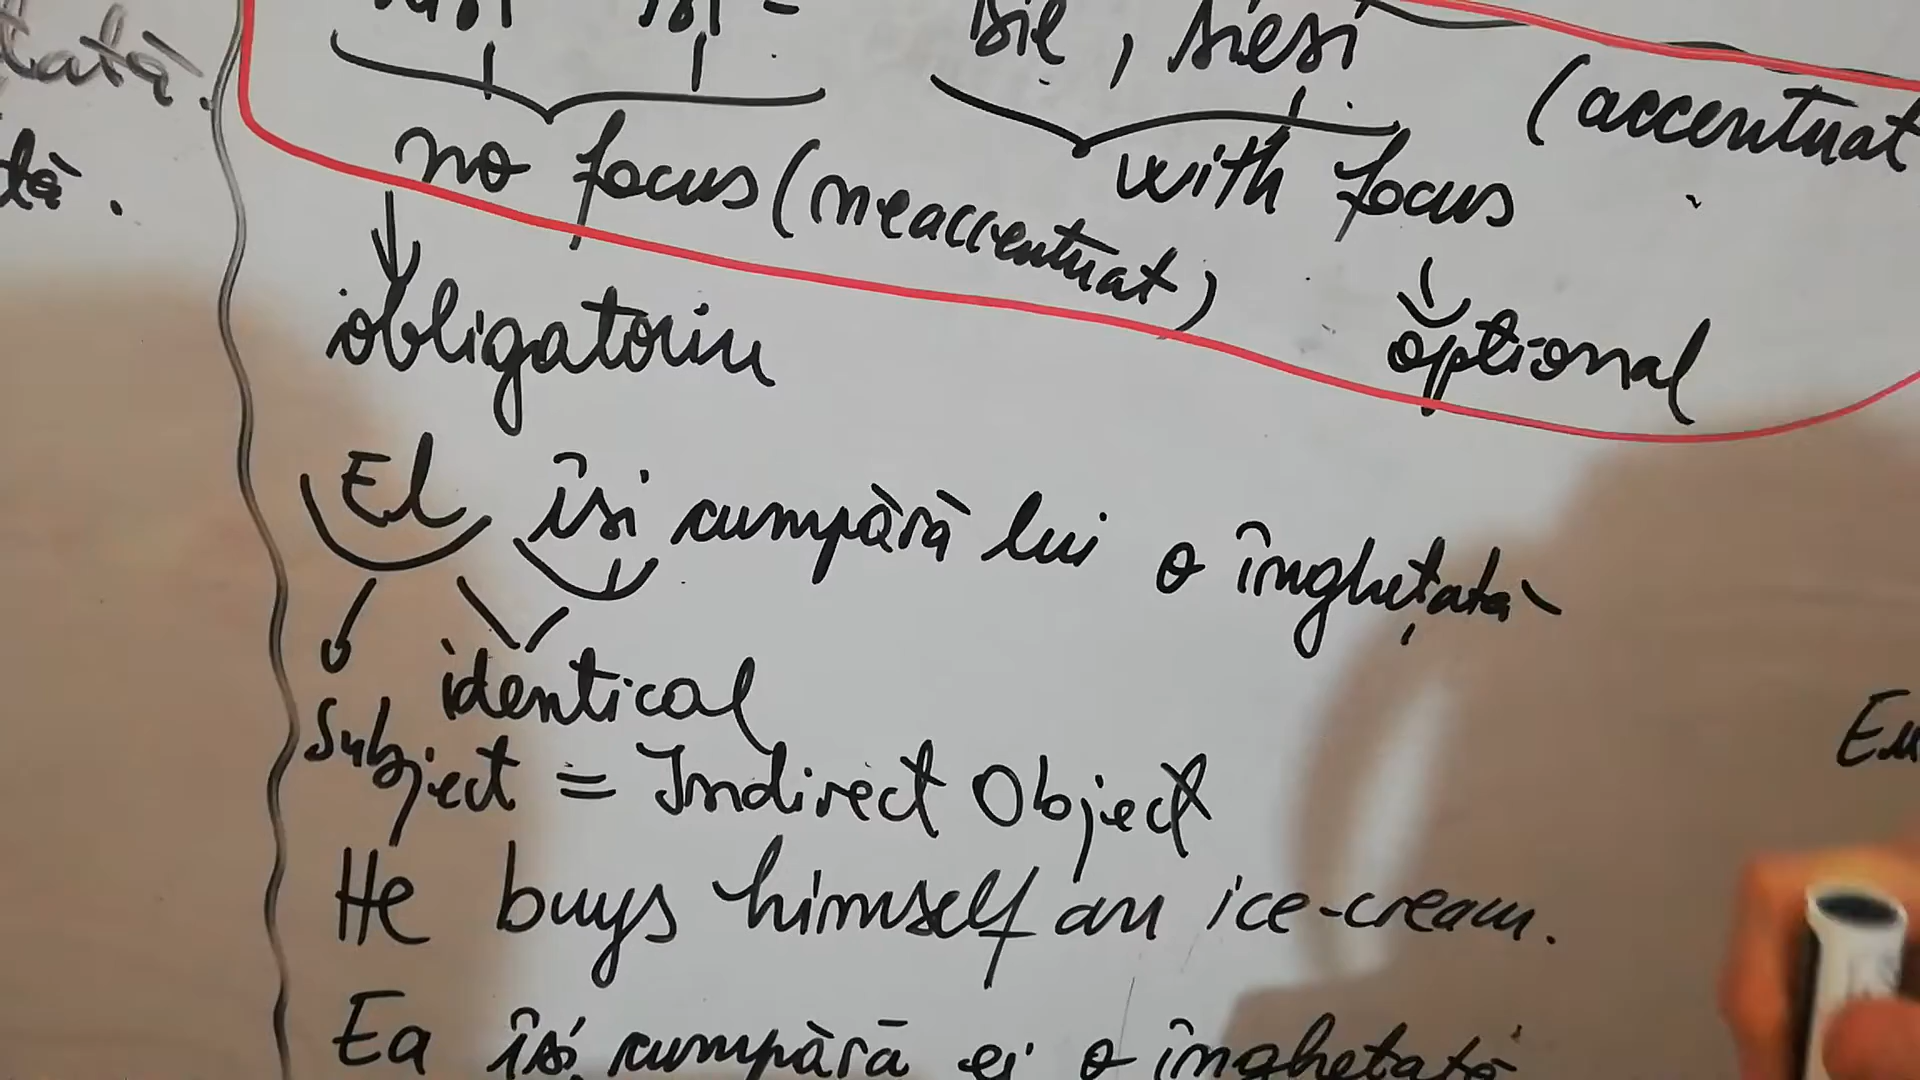 sie, sieși
(accentuat
no focus (neaccentuat) with focus
obligatoriu
optional
El își cumpără lui o înghețată
identical
Subject = Indirect Object
He buys himself an ice-cream.
Ea își cumpără ei o înghetată